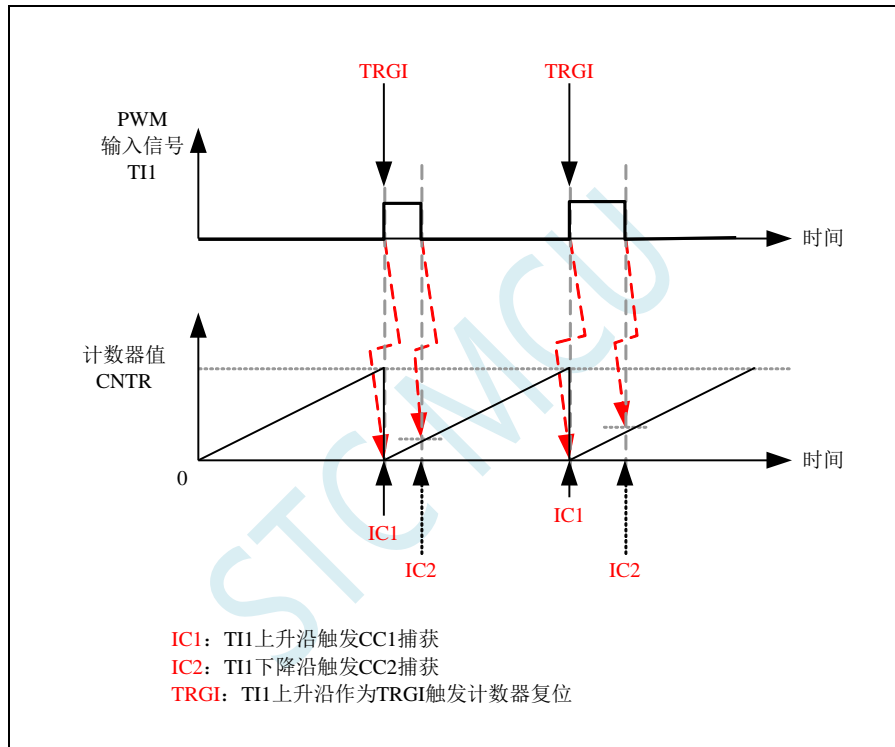 TRGI TRGI
PWM
输入信号
TI1
时间
计数器值
CNTR
时间
0
IC1 IC1
IC2 IC2
STC MCU
IC1：TI1上升沿触发CC1捕获
IC2：TI1下降沿触发CC2捕获
TRGI：TI1上升沿作为TRGI触发计数器复位